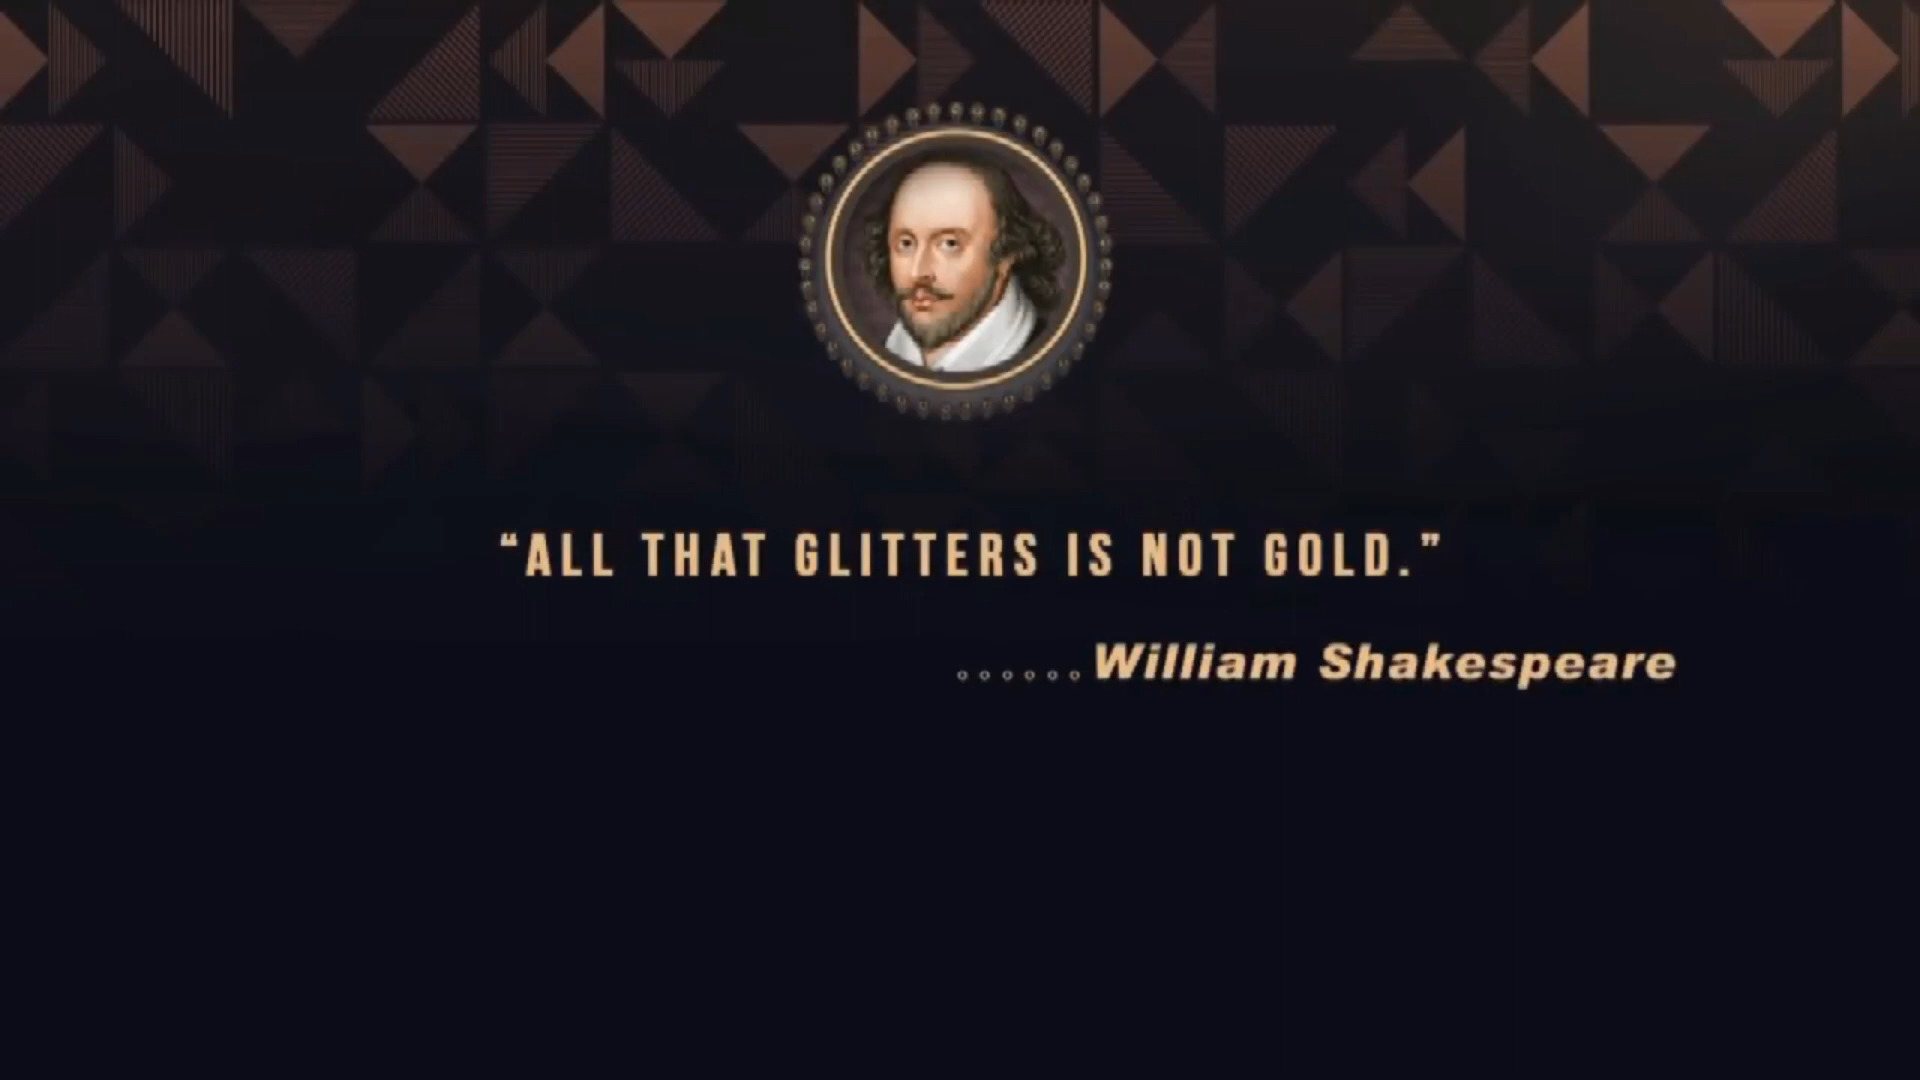 “ALL THAT GLITTERS IS NOT GOLD.”
......William Shakespeare